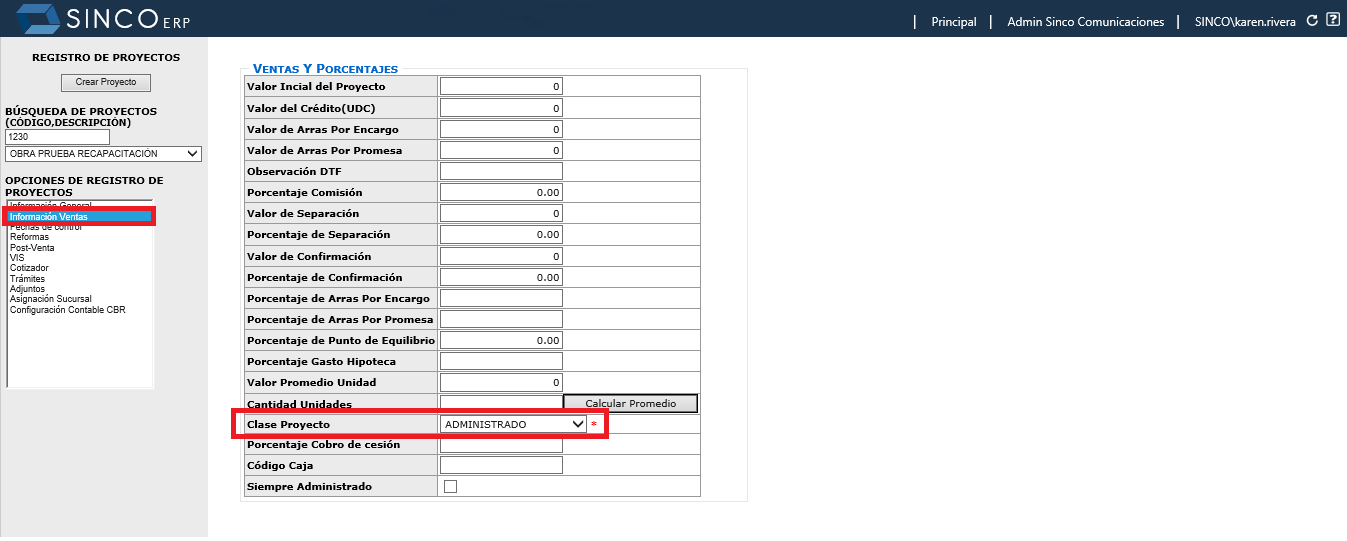 SINCO ERP
| Principal | Admin Sinco Comunicaciones | SINCO\karen.rivera
REGISTRO DE PROYECTOS
Crear Proyecto
BÚSQUEDA DE PROYECTOS
(CÓDIGO,DESCRIPCIÓN)
1230
OBRA PRUEBA RECAPACITACIÓN
OPCIONES DE REGISTRO DE
PROYECTOS
Información General
Información Ventas
Fechas de control
Reformas
Post-Venta
VIS
Cotizador
Trámites
Adjuntos
Asignación Sucursal
Configuración Contable CBR
VENTAS Y PORCENTAJES
Valor Incial del Proyecto 0
Valor del Crédito(UDC) 0
Valor de Arras Por Encargo 0
Valor de Arras Por Promesa 0
Observación DTF
Porcentaje Comisión 0.00
Valor de Separación 0
Porcentaje de Separación 0.00
Valor de Confirmación 0
Porcentaje de Confirmación 0.00
Porcentaje de Arras Por Encargo
Porcentaje de Arras Por Promesa
Porcentaje de Punto de Equilibrio 0.00
Porcentaje Gasto Hipoteca
Valor Promedio Unidad 0
Cantidad Unidades Calcular Promedio
Clase Proyecto ADMINISTRADO *
Porcentaje Cobro de cesión
Código Caja
Siempre Administrado